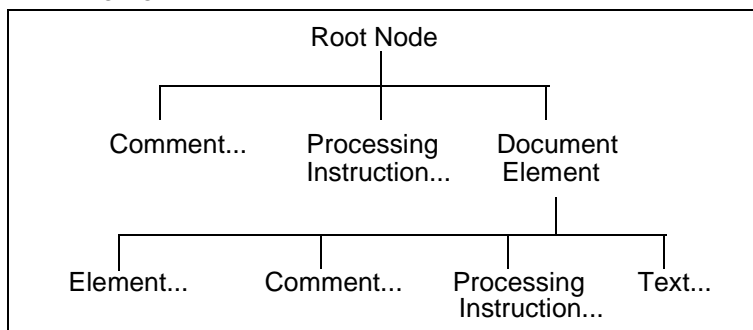 Root Node
Comment... Processing Document
Instruction... Element
Element... Comment... Processing Text...
Instruction...